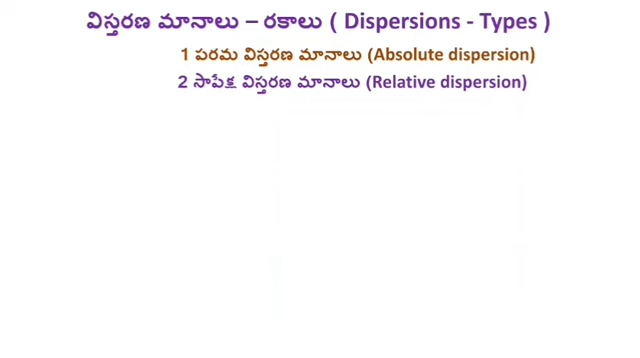 విస్తరణ మానాలు – రకాలు ( Dispersions - Types )
1 పరమ విస్తరణ మానాలు (Absolute dispersion)
2 సాపేక్ష విస్తరణ మానాలు (Relative dispersion)